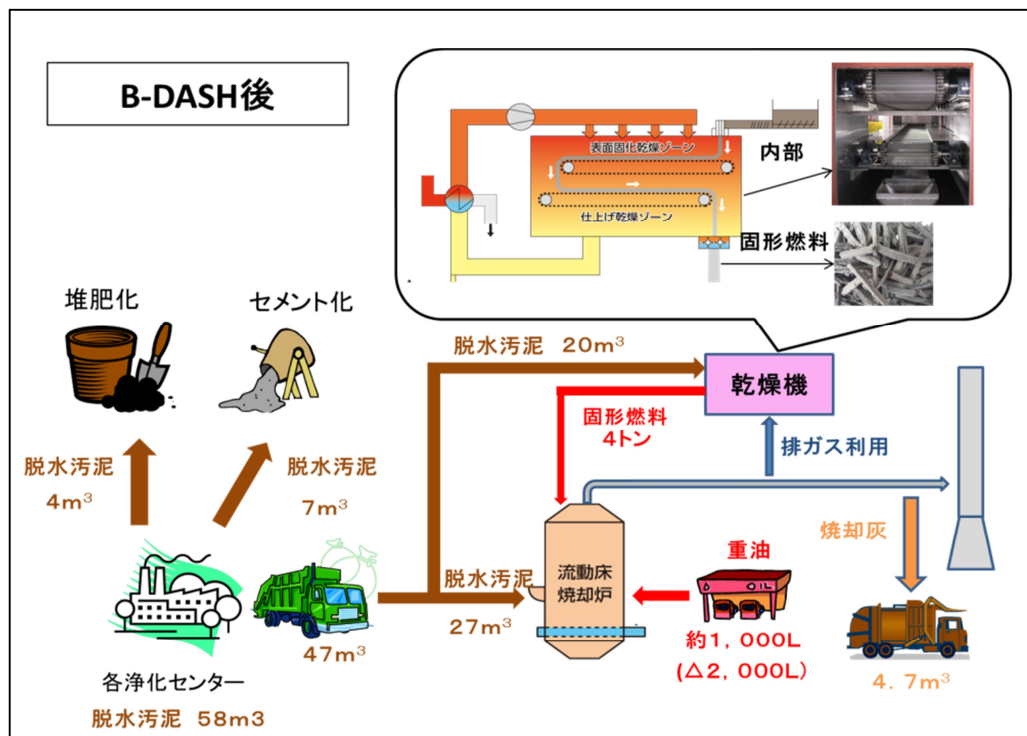 B-DASH後
表面固化乾燥ゾーン
仕上げ乾燥ゾーン
内部
固形燃料
堆肥化
セメント化
脱水汚泥　20m³
乾燥機
固形燃料
4トン
排ガス利用
脱水汚泥
4m³
脱水汚泥
7m³
焼却灰
脱水汚泥
27m³
流動床
焼却炉
重油
OIL
約1，000L
(△2，000L)
47m³
4．7m³
各浄化センター
脱水汚泥　58m3